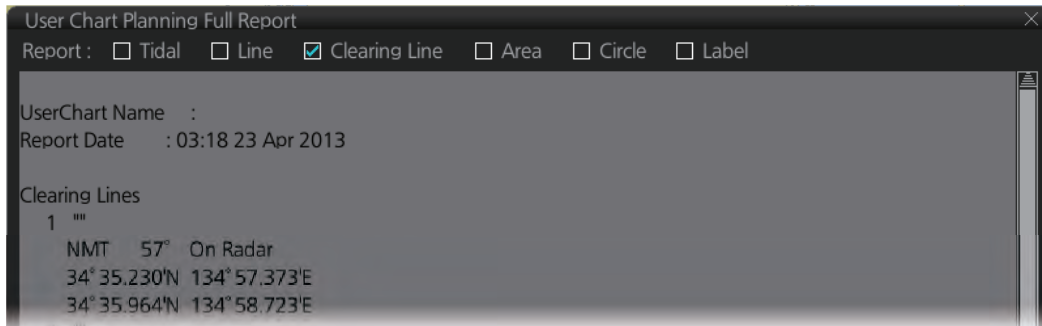 User Chart Planning Full Report
Report : Tidal Line Clearing Line Area Circle Label
UserChart Name :
Report Date : 03:18 23 Apr 2013
Clearing Lines
1 ""
NMT 57° On Radar
34°35.230'N 134°57.373'E
34°35.964'N 134°58.723'E